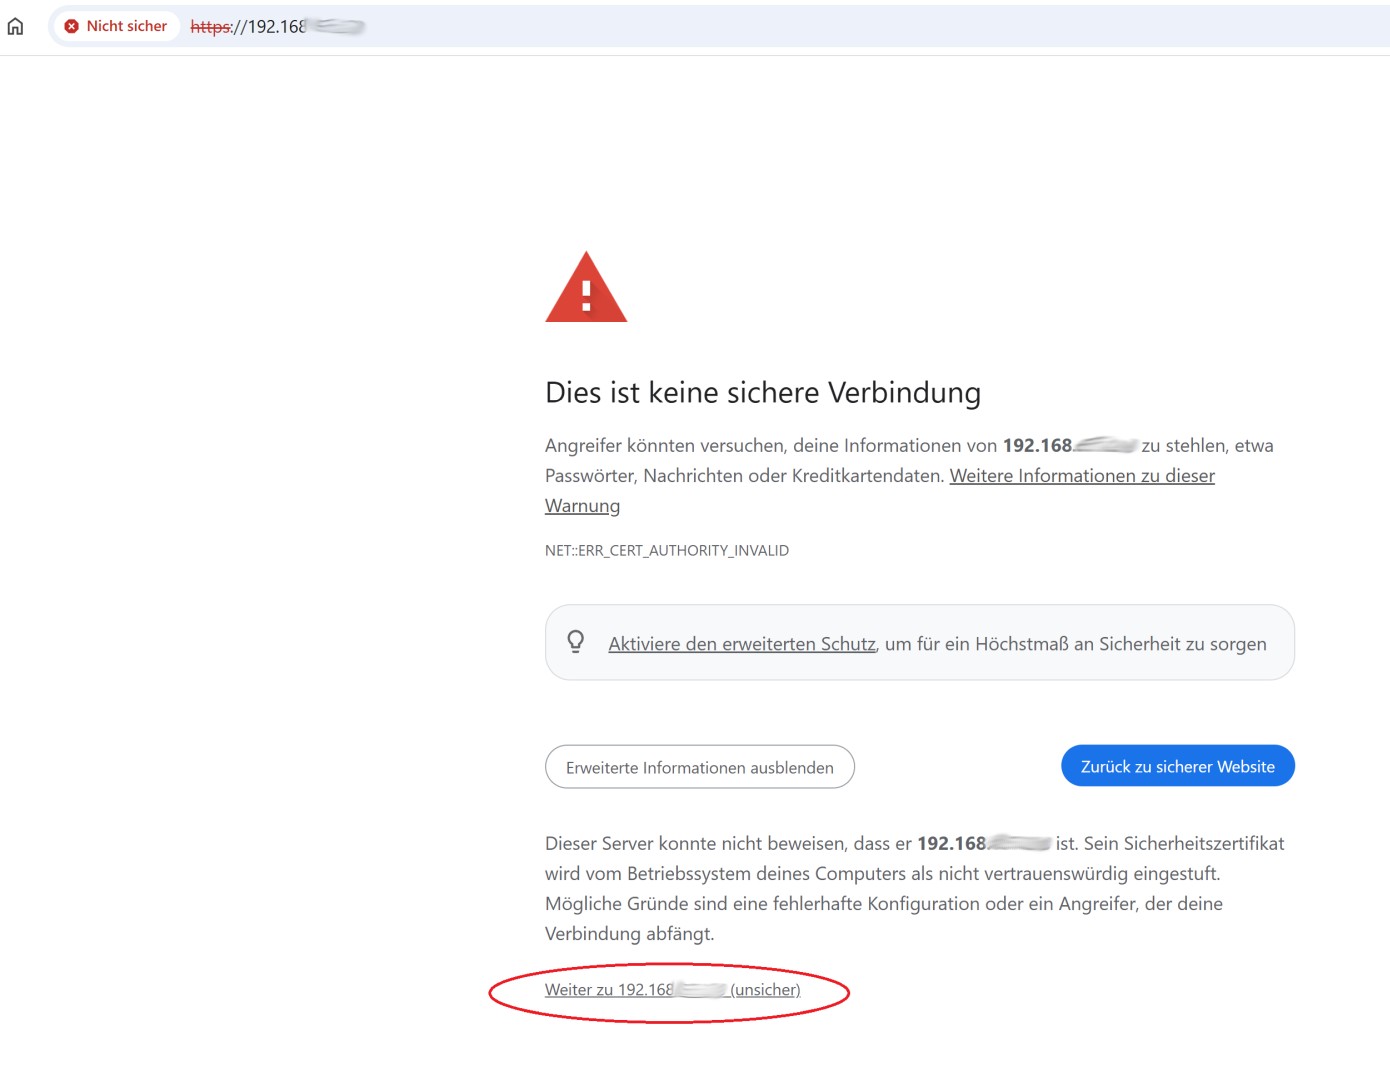 Nicht sicher https://192.168
Dies ist keine sichere Verbindung
Angreifer könnten versuchen, deine Informationen von 192.168. zu stehlen, etwa
Passwörter, Nachrichten oder Kreditkartendaten. Weitere Informationen zu dieser
Warnung
NET::ERR_CERT_AUTHORITY_INVALID
Aktiviere den erweiterten Schutz, um für ein Höchstmaß an Sicherheit zu sorgen
Erweiterte Informationen ausblenden
Zurück zu sicherer Website
Dieser Server konnte nicht beweisen, dass er 192.168. ist. Sein Sicherheitszertifikat
wird vom Betriebssystem deines Computers als nicht vertrauenswürdig eingestuft.
Mögliche Gründe sind eine fehlerhafte Konfiguration oder ein Angreifer, der deine
Verbindung abfängt.
Weiter zu 192.168 (unsicher)